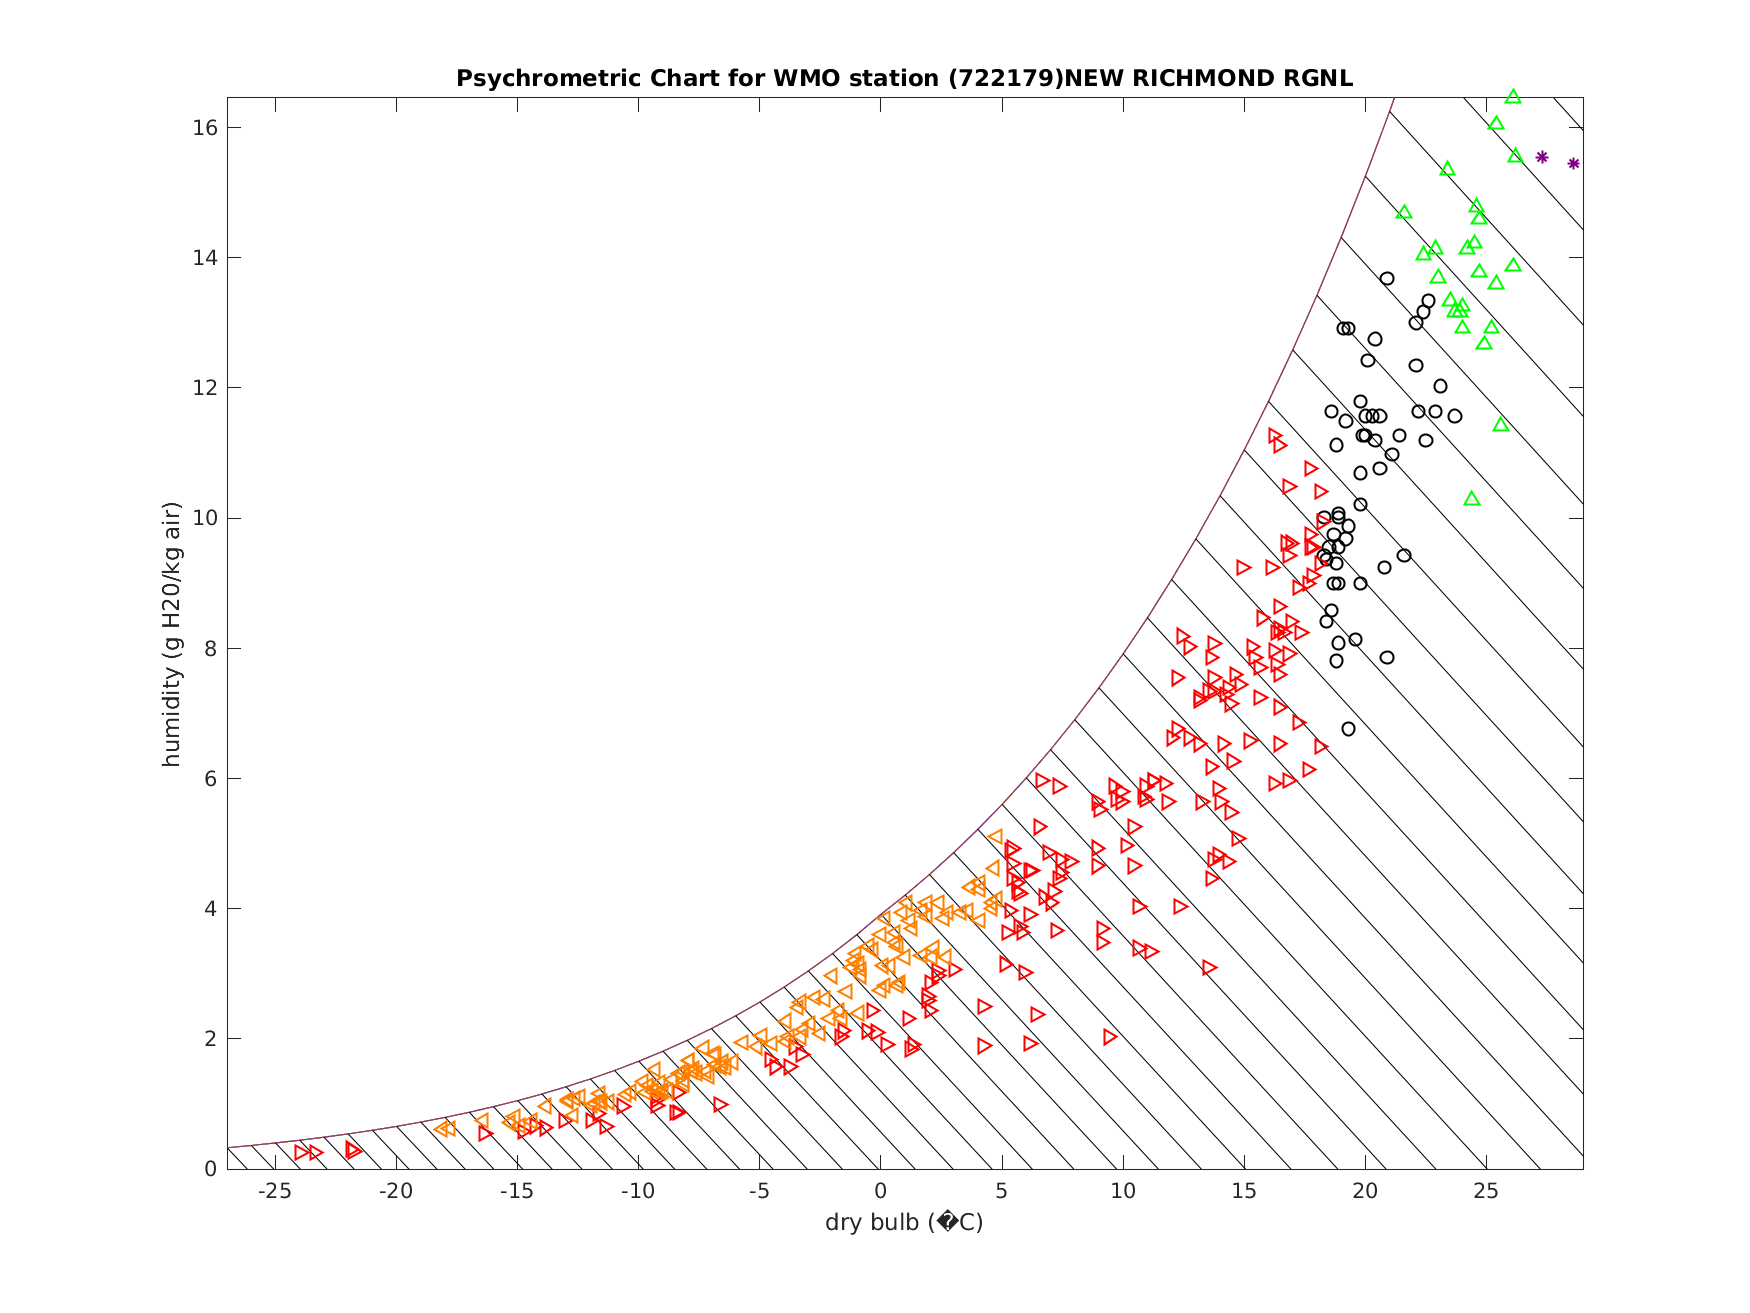 Psychrometric Chart for WMO station (722179)NEW RICHMOND RGNL
humidity (g H20/kg air)
16
14
12
10
8
6
4
2
0
-25 -20 -15 -10 -5 0 5 10 15 20 25
dry bulb (�C)